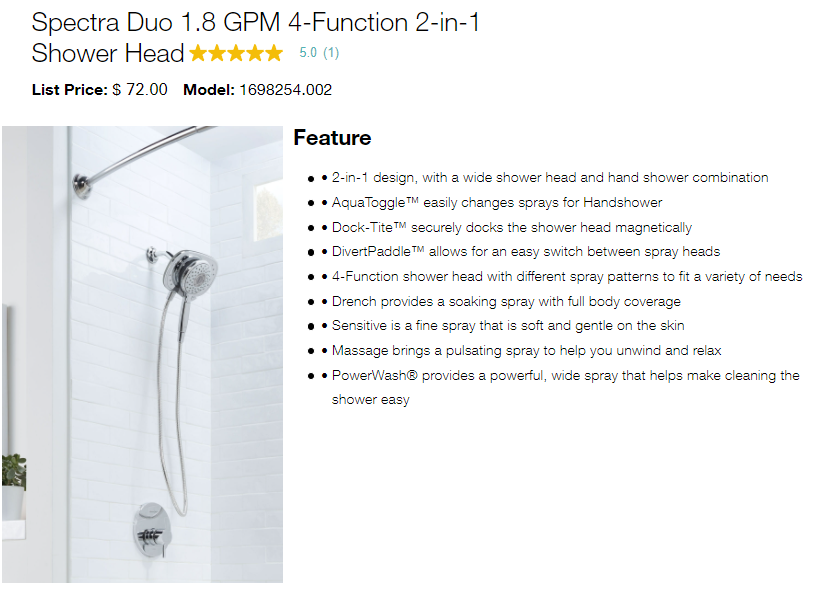 Spectra Duo 1.8 GPM 4-Function 2-in-1
Shower Head 5.0 (1)
List Price: $ 72.00 Model: 1698254.002
Feature
• • 2-in-1 design, with a wide shower head and hand shower combination
• • AquaToggle™ easily changes sprays for Handshower
• • Dock-Tite™ securely docks the shower head magnetically
• • DivertPaddle™ allows for an easy switch between spray heads
• • 4-Function shower head with different spray patterns to fit a variety of needs
• • Drench provides a soaking spray with full body coverage
• • Sensitive is a fine spray that is soft and gentle on the skin
• • Massage brings a pulsating spray to help you unwind and relax
• • PowerWash® provides a powerful, wide spray that helps make cleaning the
shower easy